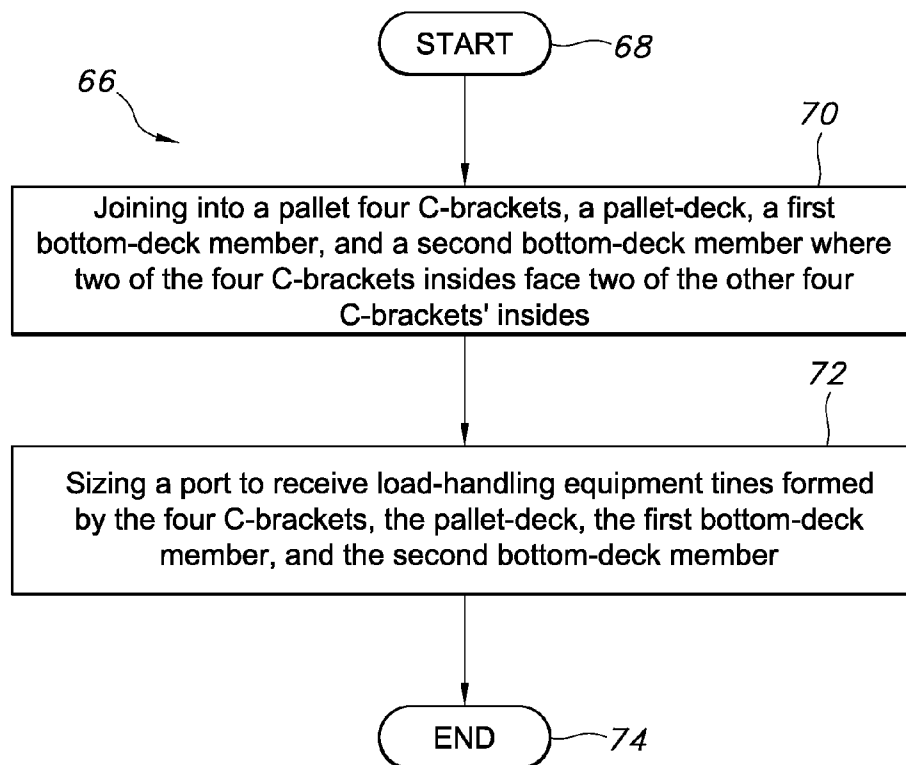 START
68
66
70
Joining into a pallet four C-brackets, a pallet-deck, a first
bottom-deck member, and a second bottom-deck member where
two of the four C-brackets insides face two of the other four
C-brackets' insides
72
Sizing a port to receive load-handling equipment tines formed
by the four C-brackets, the pallet-deck, the first bottom-deck
member, and the second bottom-deck member
END
74